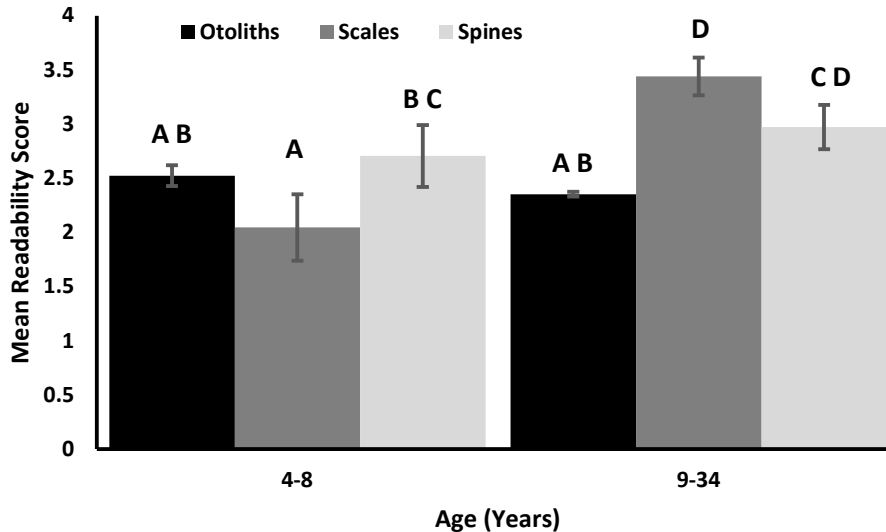 4
3.5
3
2.5
2
1.5
1
0.5
0
Mean Readability Score
Otoliths Scales Spines
A B
A
B C
A B
D
C D
4-8 9-34
Age (Years)